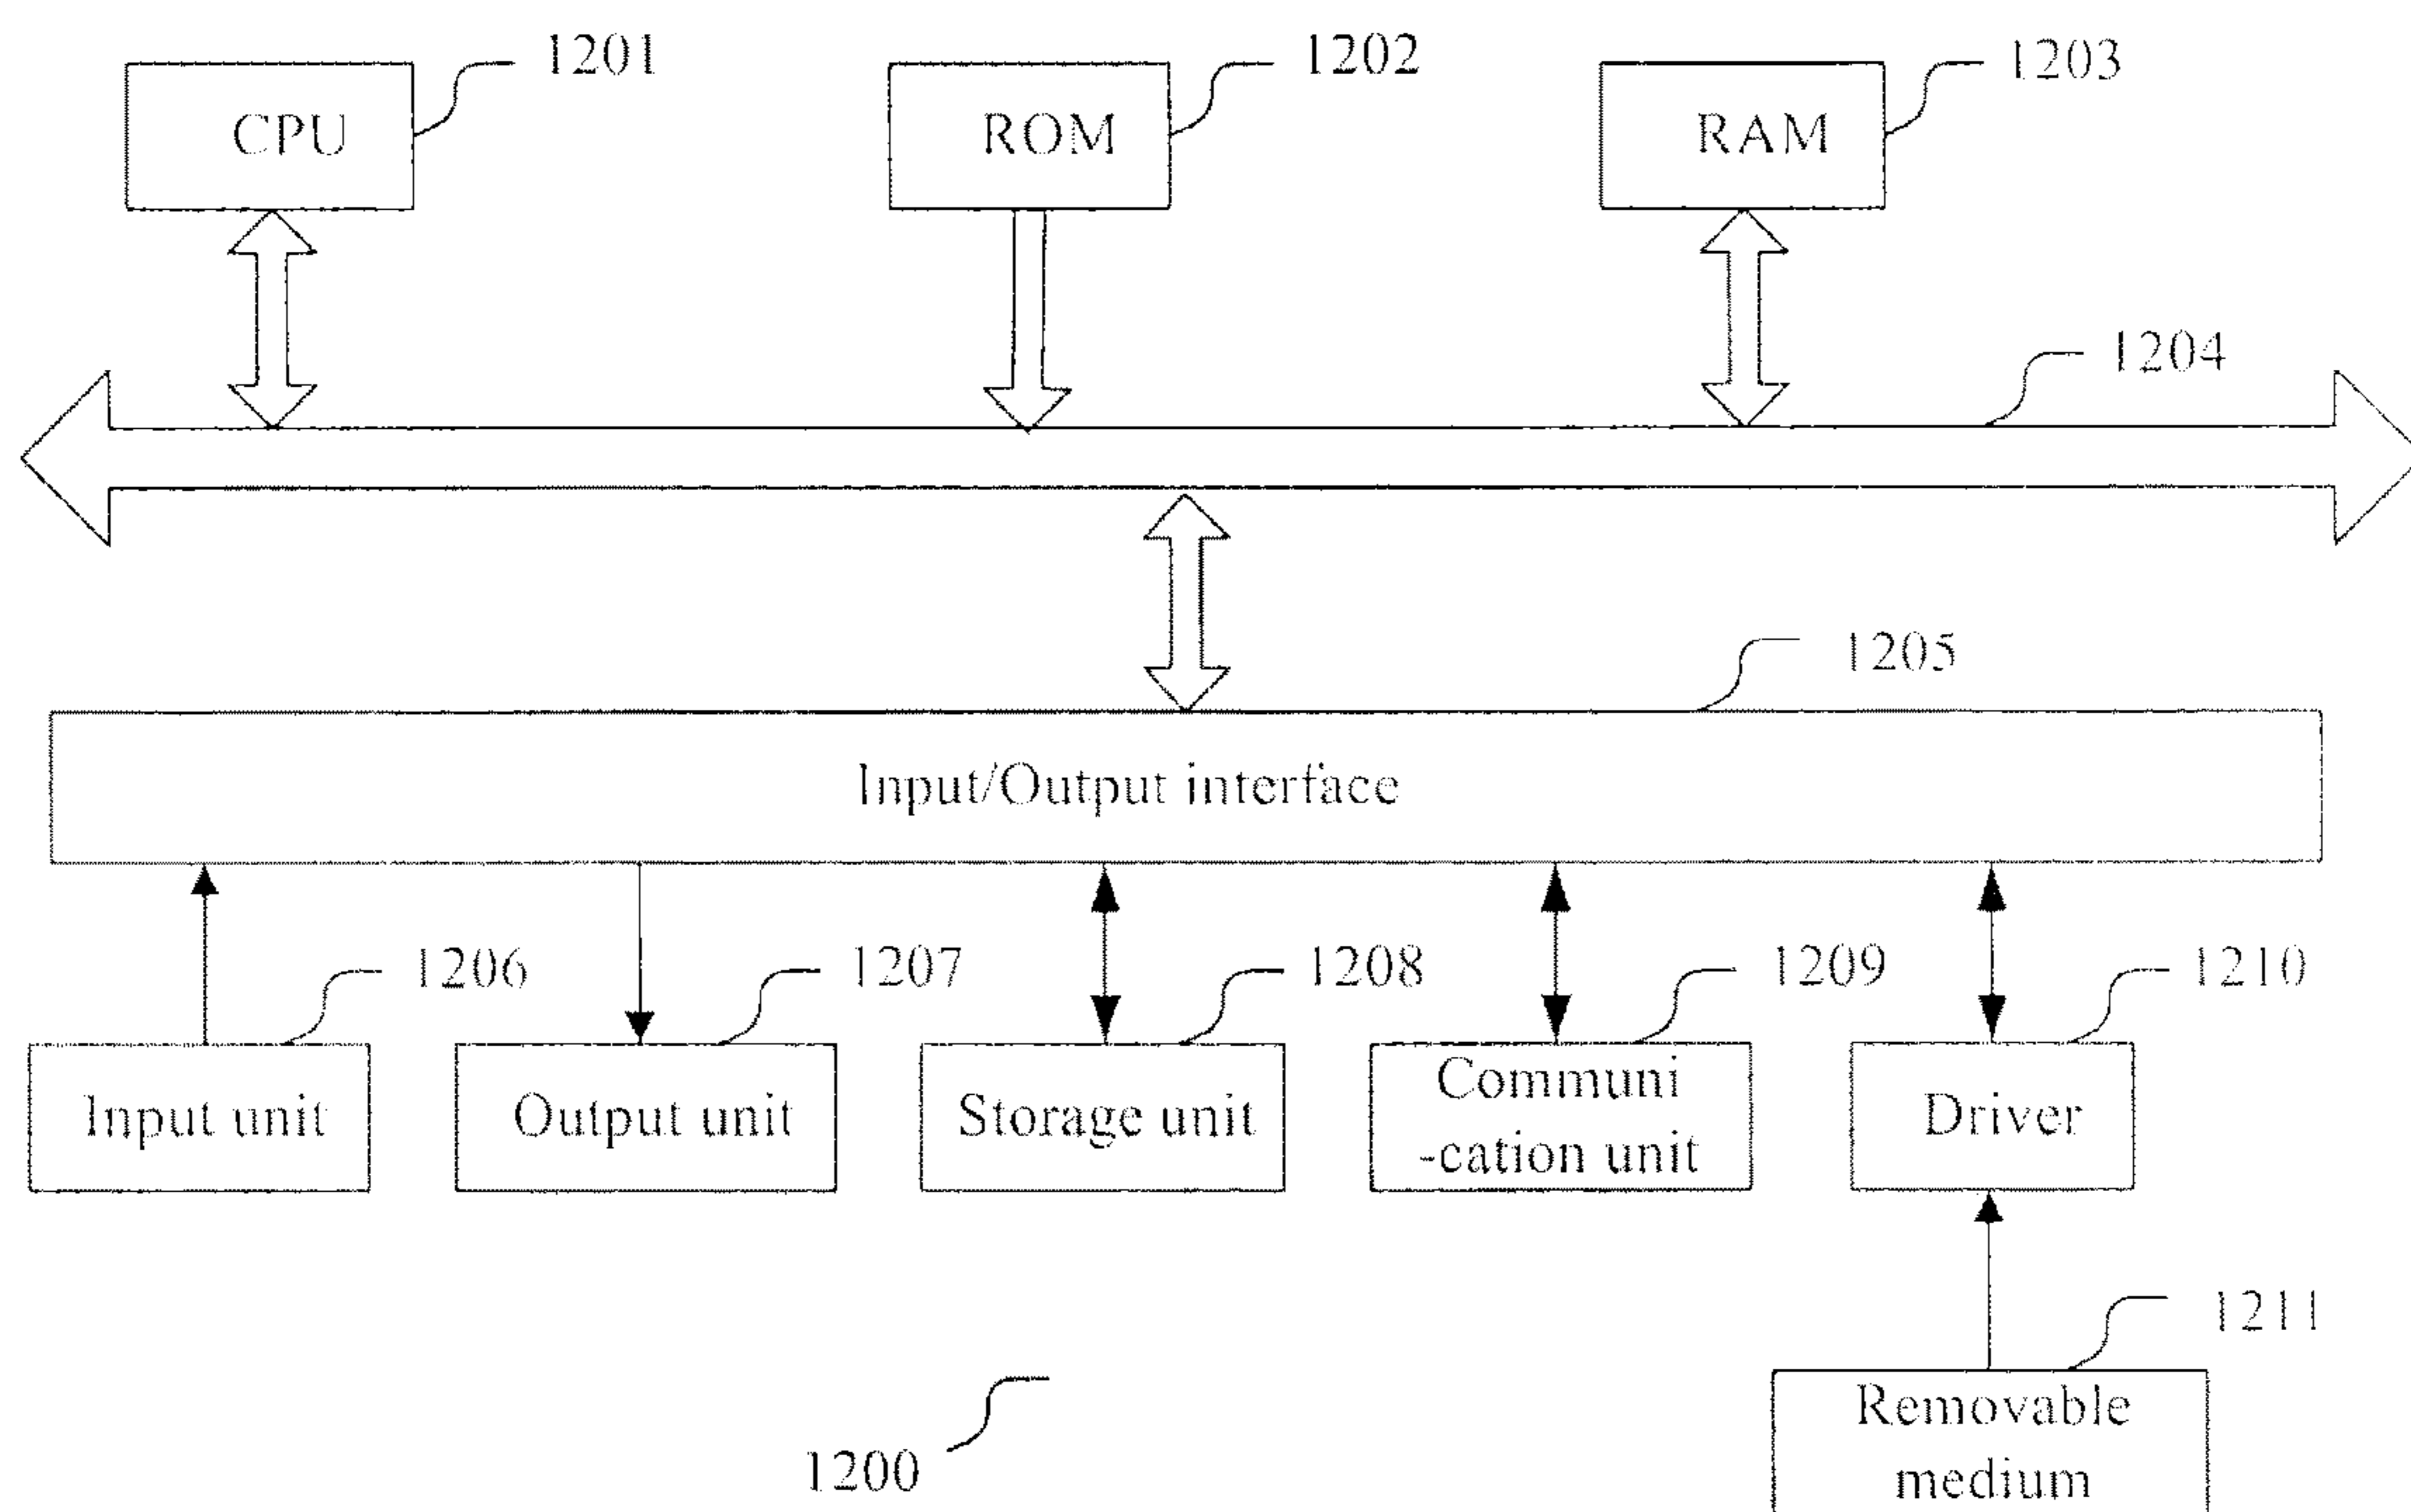 1201
1202
1203
CPU
ROM
RAM
1204
1205
Input/Output interface
1206
1207
1208
1209
1210
Input unit
Output unit
Storage unit
Communi
-cation unit
Driver
1211
Removable
medium
1200